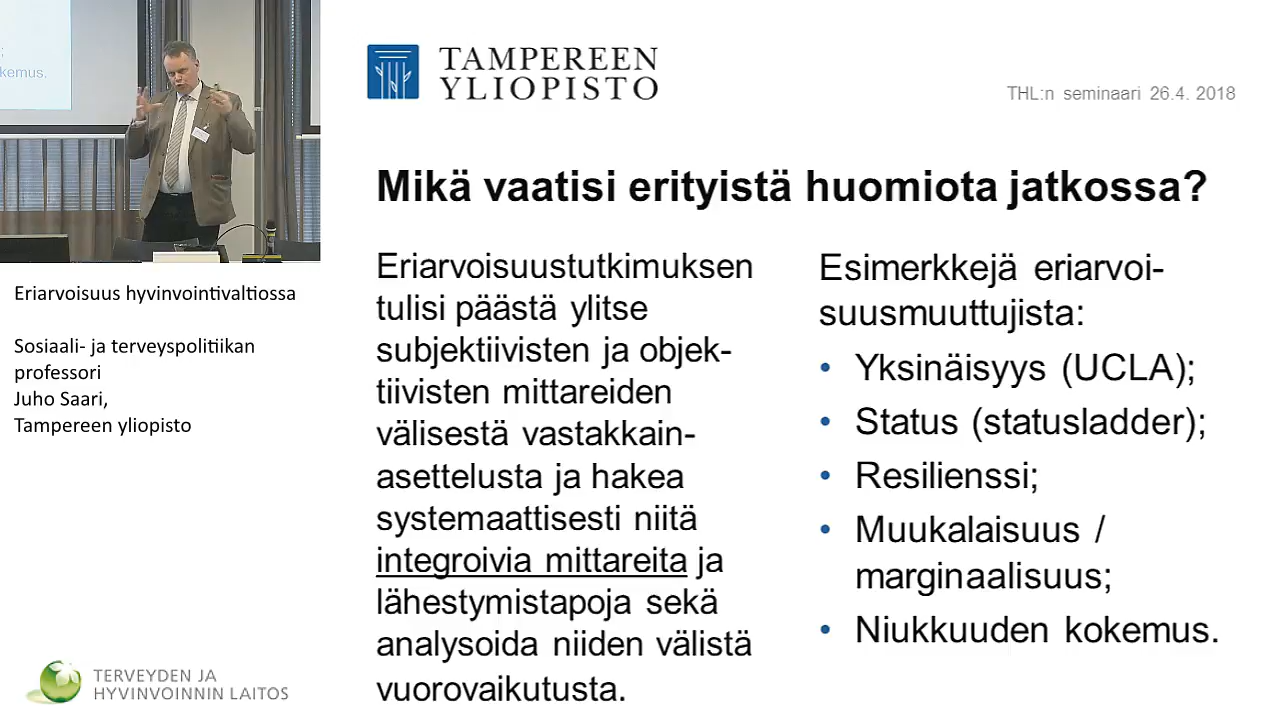 kemus.
TAMPEREEN
YLIOPISTO
THL:n seminaari 26.4. 2018
Mikä vaatisi erityistä huomiota jatkossa?
Eriarvoisuustutkimuksen
tulisi päästä ylitse
subjektiivisten ja objek-
tiivisten mittareiden
välisestä vastakkain-
asettelusta ja hakea
systemaattisesti niitä
integroivia mittareita ja
lähestymistapoja sekä
analysoida niiden välistä
vuorovaikutusta.
Esimerkkejä eriarvoi-
suusmuuttujista:
• Yksinäisyys (UCLA);
• Status (statusladder);
• Resilienssi;
• Muukalaisuus /
marginaalisuus;
• Niukkuuden kokemus.
Eriarvoisuus hyvinvointivaltiossa
Sosiaali- ja terveyspolitiikan
professori
Juho Saari,
Tampereen yliopisto
TERVEYDEN JA
HYVINVOINNIN LAITOS